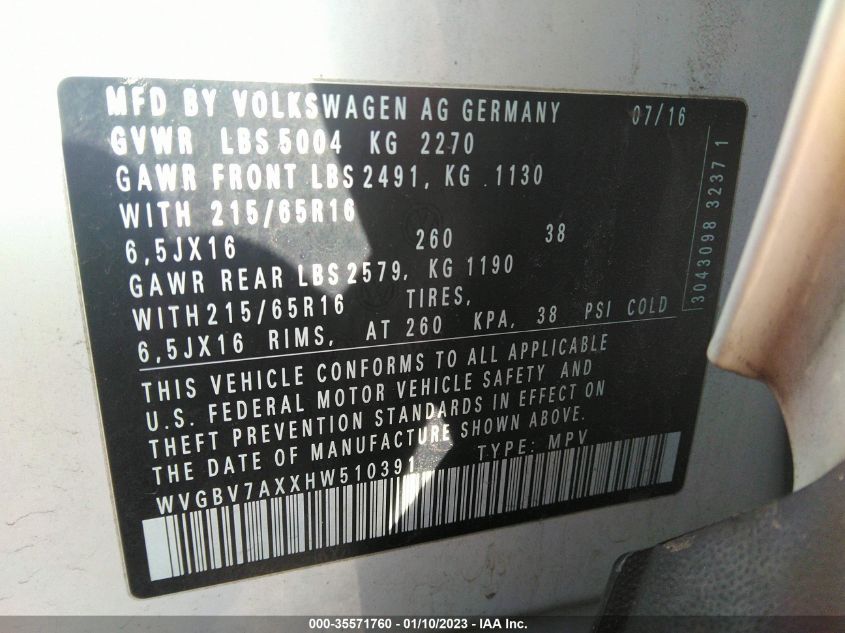 MFD BY VOLKSWAGEN AG GERMANY 07/16
GVWR LBS 5004 KG 2270
GAWR FRONT LBS 2491, KG 1130
WITH 215/65R16
6,5JX16 260 38
GAWR REAR LBS 2579, KG 1190
WITH 215/65R16 TIRES,
6,5JX16 RIMS, AT 260 KPA, 38 PSI COLD
THIS VEHICLE CONFORMS TO ALL APPLICABLE
U.S. FEDERAL MOTOR VEHICLE SAFETY AND
THEFT PREVENTION STANDARDS IN EFFECT ON
THE DATE OF MANUFACTURE SHOWN ABOVE.
WVGBV7AXXHW510391 TYPE: MPV
3043098 3237 1
000-35571760 - 01/10/2023 - IAA Inc.